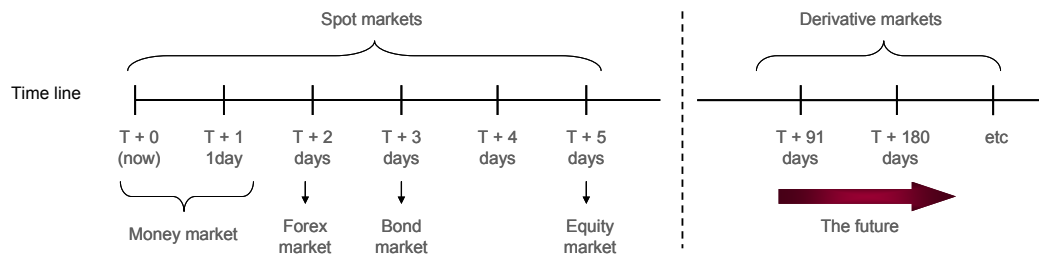 Spot markets
Derivative markets
Time line
T + 0
(now)
T + 1
1day
T + 2
days
T + 3
days
T + 4
days
T + 5
days
T + 91
days
T + 180
days
etc
Money market
Forex
market
Bond
market
Equity
market
The future